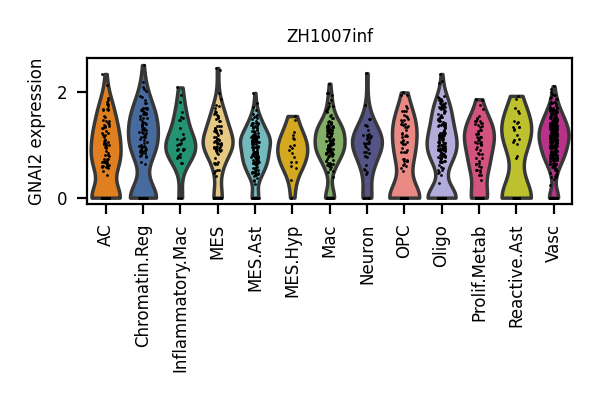 ZH1007inf
GNAI2 expression
2
0
AC
Chromatin.Reg
Inflammatory.Mac
MES
MES.Ast
MES.Hyp
Mac
Neuron
OPC
Oligo
Prolif.Metab
Reactive.Ast
Vasc